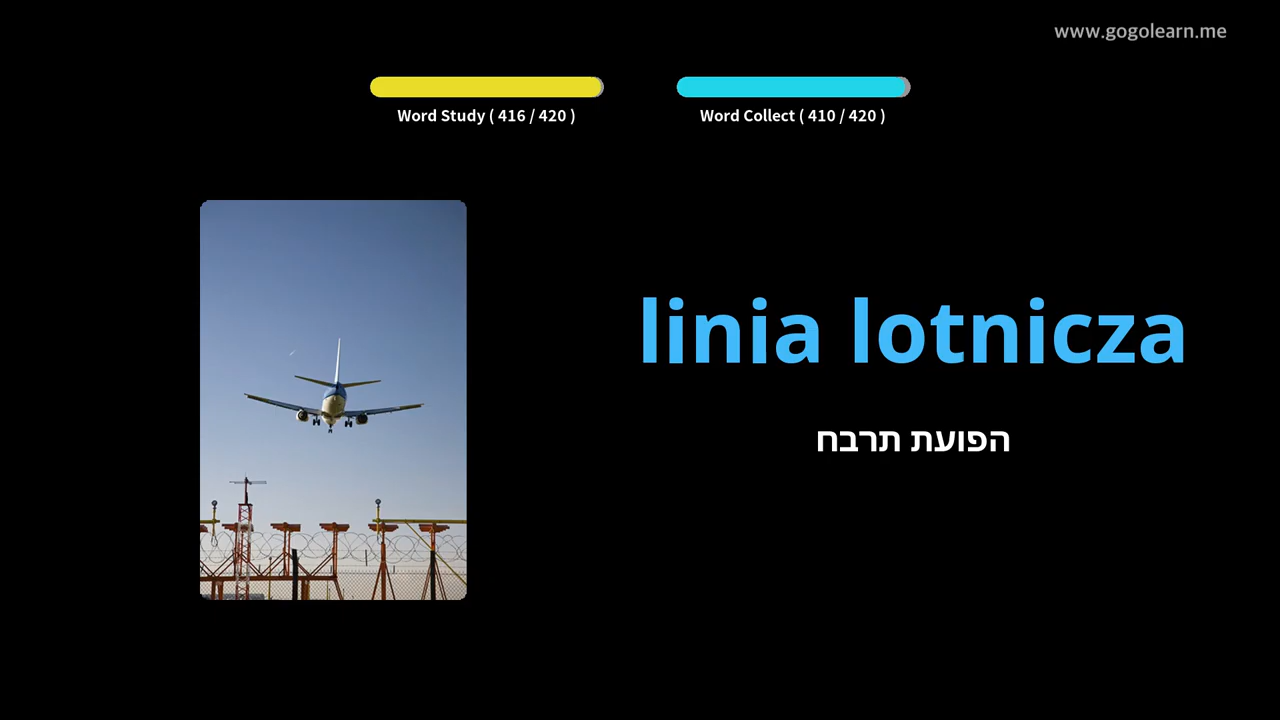 www.gogolearn.me
Word Study ( 416 / 420 )
Word Collect ( 410 / 420 )
linia lotnicza
הפועת תרבח